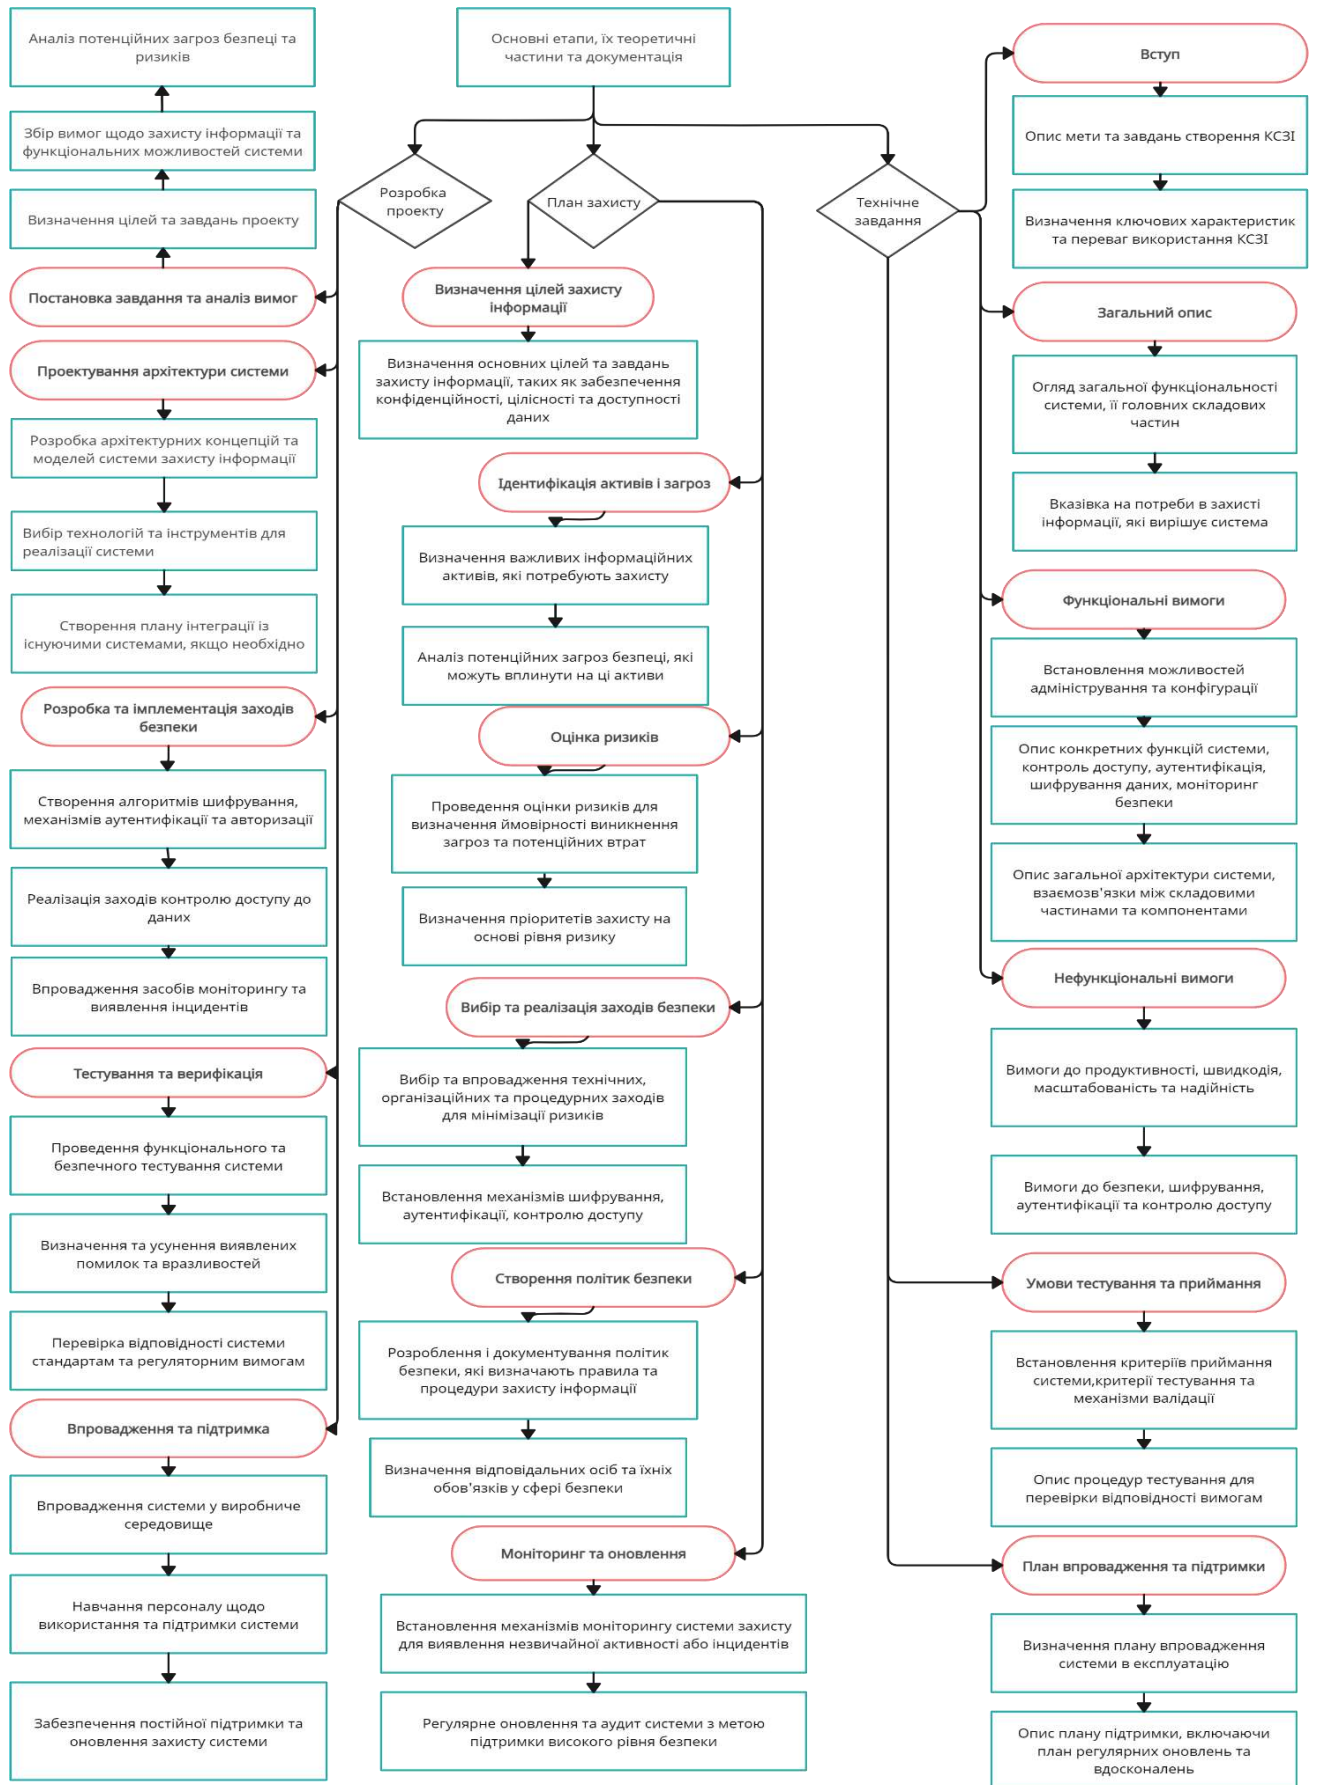 Основні етапи, їх теоретичні
частини та документація
Розробка
проекту
План захисту
Технічне
завдання
Аналіз потенційних загроз безпеці та
ризиків
Збір вимог щодо захисту інформації та
функціональних можливостей системи
Визначення цілей та завдань проекту
Постановка завдання та аналіз вимог
Проектування архітектури системи
Розробка архітектурних концепцій та
моделей системи захисту інформації
Вибір технологій та інструментів для
реалізації системи
Створення плану інтеграції із
існуючими системами, якщо необхідно
Розробка та імплементація заходів
безпеки
Створення алгоритмів шифрування,
механізмів аутентифікації та авторизації
Реалізація заходів контролю доступу до
даних
Впровадження засобів моніторингу та
виявлення інцидентів
Тестування та верифікація
Проведення функціонального та
безпечного тестування системи
Визначення та усунення виявлених
помилок та вразливостей
Перевірка відповідності системи
стандартам та регуляторним вимогам
Впровадження та підтримка
Впровадження системи у виробниче
середовище
Навчання персоналу щодо
використання та підтримки системи
Забезпечення постійної підтримки та
оновлення захисту системи
Визначення цілей захисту
інформації
Визначення основних цілей та завдань
захисту інформації, таких як забезпечення
конфіденційності, цілісності та доступності
даних
Ідентифікація активів і загроз
Визначення важливих інформаційних
активів, які потребують захисту
Аналіз потенційних загроз безпеці, які
можуть вплинути на ці активи
Оцінка ризиків
Проведення оцінки ризиків для
визначення ймовірності виникнення
загроз та потенційних втрат
Визначення пріоритетів захисту на
основі рівня ризику
Вибір та реалізація заходів безпеки
Вибір та впровадження технічних,
організаційних та процедурних заходів
для мінімізації ризиків
Встановлення механізмів шифрування,
аутентифікації, контролю доступу
Створення політик безпеки
Розроблення і документування політик
безпеки, які визначають правила та
процедури захисту інформації
Визначення відповідальних осіб та їхніх
обов'язків у сфері безпеки
Моніторинг та оновлення
Встановлення механізмів моніторингу системи захисту
для виявлення незвичайної активності або інцидентів
Регулярне оновлення та аудит системи з метою
підтримки високого рівня безпеки
Вступ
Опис мети та завдань створення КСЗІ
Визначення ключових характеристик
та переваг використання КСЗІ
Загальний опис
Огляд загальної функціональності
системи, її головних складових
частин
Вказівка на потреби в захисті
інформації, які вирішує система
Функціональні вимоги
Встановлення можливостей
адміністрування та конфігурації
Опис конкретних функцій системи,
контроль доступу, аутентифікація,
шифрування даних, моніторинг
безпеки
Опис загальної архітектури системи,
взаємозв'язки між складовими
частинами та компонентами
Нефункціональні вимоги
Вимоги до продуктивності, швидкодія,
масштабованість та надійність
Вимоги до безпеки, шифрування,
аутентифікації та контролю доступу
Умови тестування та приймання
Встановлення критеріїв приймання
системи,критерії тестування та
механізми валідації
Опис процедур тестування для
перевірки відповідності вимогам
План впровадження та підтримки
Визначення плану впровадження
системи в експлуатацію
Опис плану підтримки, включаючи
план регулярних оновлень та
вдосконалень